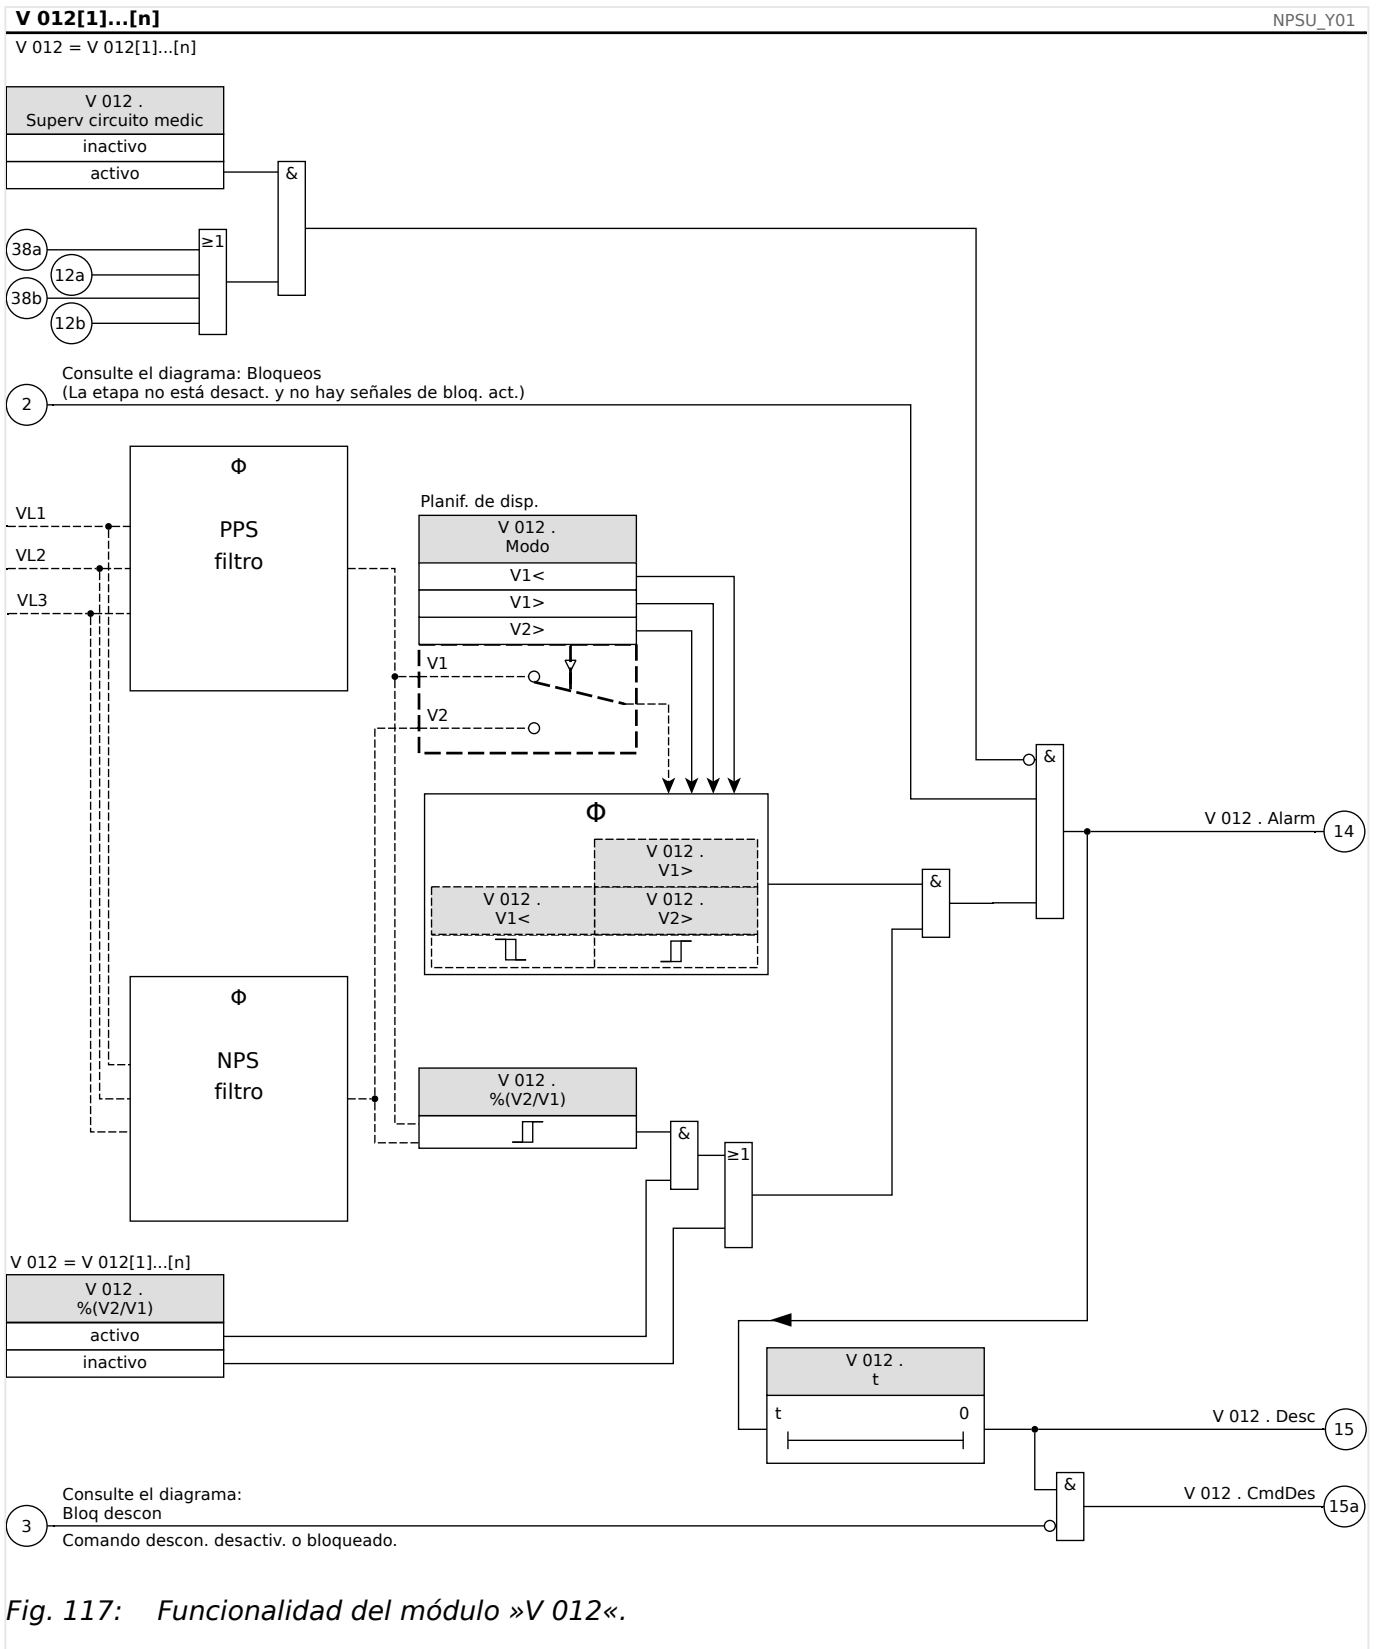 V 012[1]...[n]
NPSU_Y01
V 012 = V 012[1]...[n]
V 012 .
Superv circuito medic
inactivo
activo
&
38a
≥1
12a
38b
12b
Consulte el diagrama: Bloqueos
(La etapa no está desact. y no hay señales de bloq. act.)
2
Φ
PPS
filtro
VL1
VL2
VL3
Planif. de disp.
V 012 .
Modo
V1<
V1>
V2>
V1
V2
&
V 012 . Alarm
14
Φ
V 012 .
V1>
V 012 .
V1<
V 012 .
V2>
&
Φ
NPS
filtro
V 012 .
%(V2/V1)
&
≥1
V 012 = V 012[1]...[n]
V 012 .
%(V2/V1)
activo
inactivo
V 012 .
t
t
0
V 012 . Desc
15
&
V 012 . CmdDes
15a
Consulte el diagrama:
Bloq descon
3
Comando descon. desactiv. o bloqueado.
Fig. 117: Funcionalidad del módulo »V 012«.